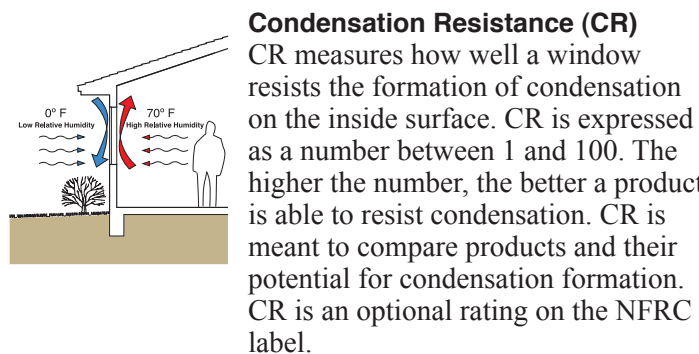 Condensation Resistance (CR)
CR measures how well a window
resists the formation of condensation
on the inside surface. CR is expressed
as a number between 1 and 100. The
higher the number, the better a product
is able to resist condensation. CR is
meant to compare products and their
potential for condensation formation.
CR is an optional rating on the NFRC
label.
0º F
Low Relative Humidity
70º F
High Relative Humidity